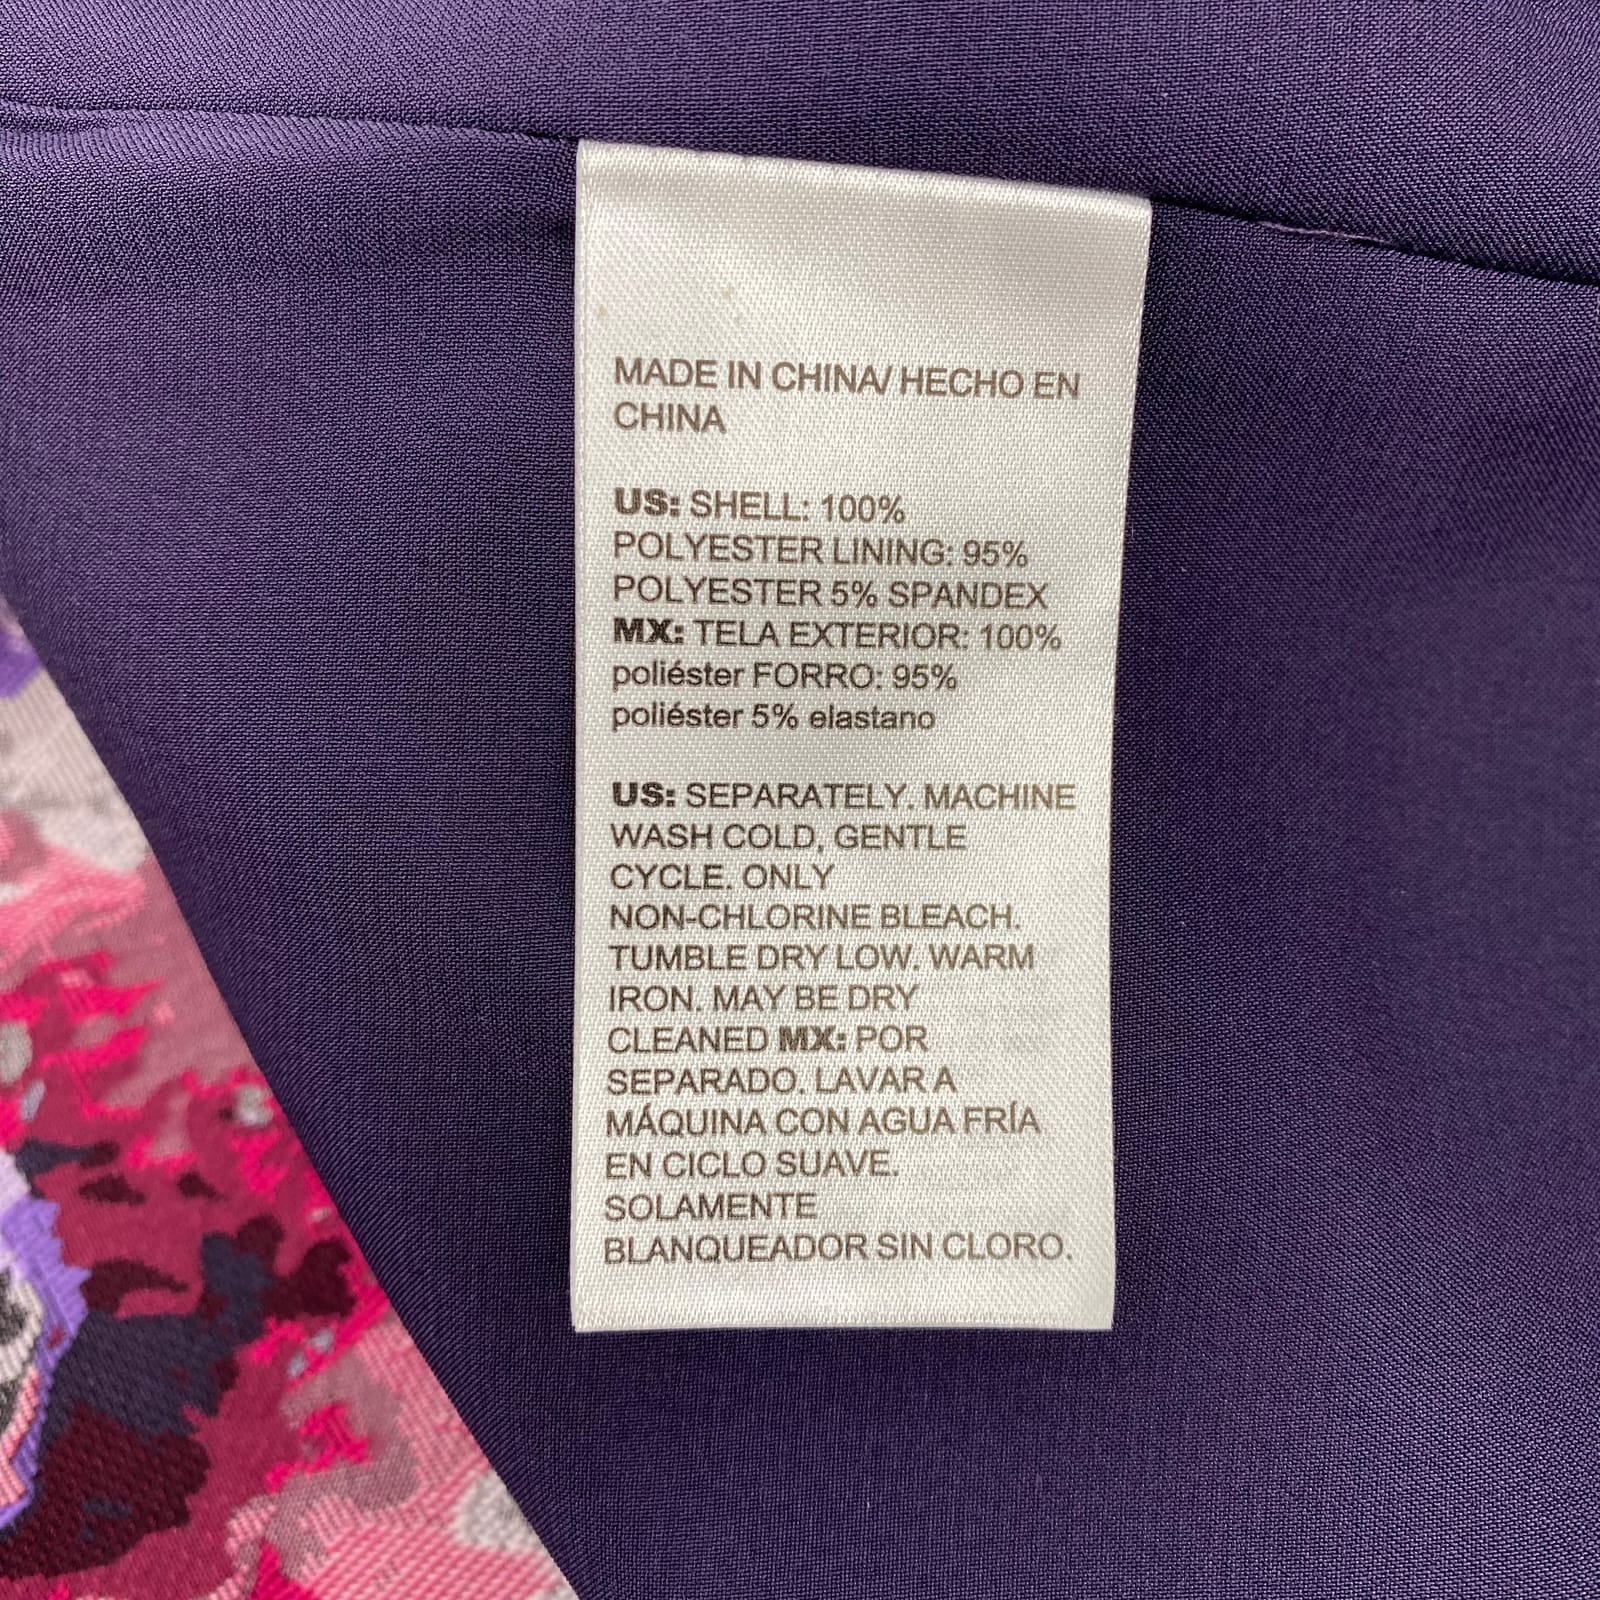 MADE IN CHINA/ HECHO EN
CHINA
US: SHELL: 100%
POLYESTER LINING: 95%
POLYESTER 5% SPANDEX
MX: TELA EXTERIOR: 100%
poliéster FORRO: 95%
poliéster 5% elastano
US: SEPARATELY. MACHINE
WASH COLD, GENTLE
CYCLE. ONLY
NON-CHLORINE BLEACH.
TUMBLE DRY LOW. WARM
IRON. MAY BE DRY
CLEANED MX: POR
SEPARADO. LAVAR A
MÁQUINA CON AGUA FRÍA
EN CICLO SUAVE.
SOLAMENTE
BLANQUEADOR SIN CLORO.